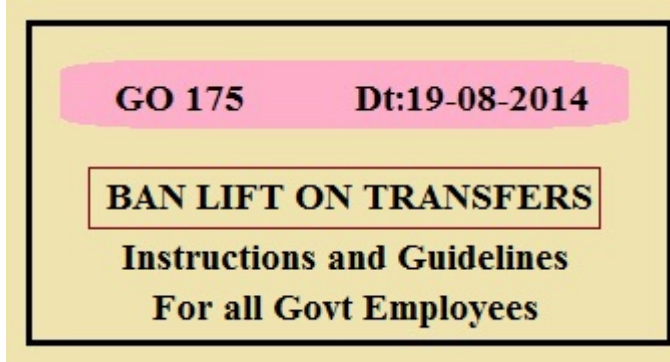 GO 175 Dt:19-08-2014
BAN LIFT ON TRANSFERS
Instructions and Guidelines
For all Govt Employees